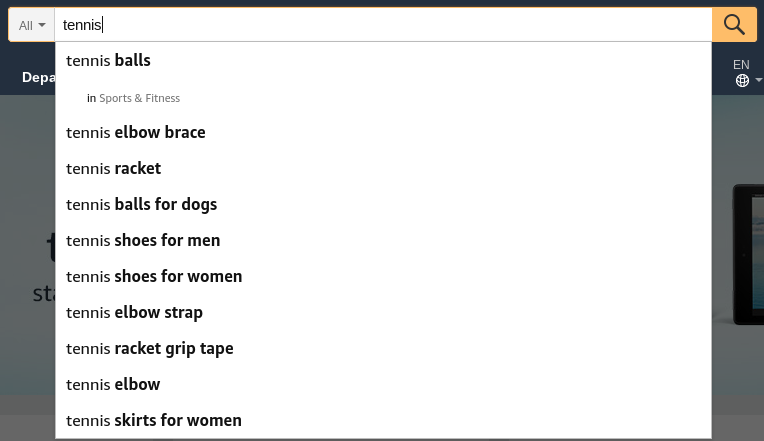 All
tennis
Depa
EN
tennis balls
in Sports & Fitness
tennis elbow brace
tennis racket
tennis balls for dogs
tennis shoes for men
tennis shoes for women
tennis elbow strap
tennis racket grip tape
tennis elbow
tennis skirts for women
t
sta